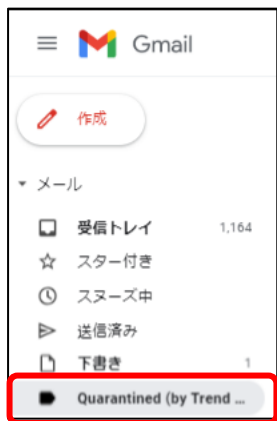 Gmail
作成
メール
受信トレイ 1,164
スター付き
スヌーズ中
送信済み
下書き 1
Quarantined (by Trend ...